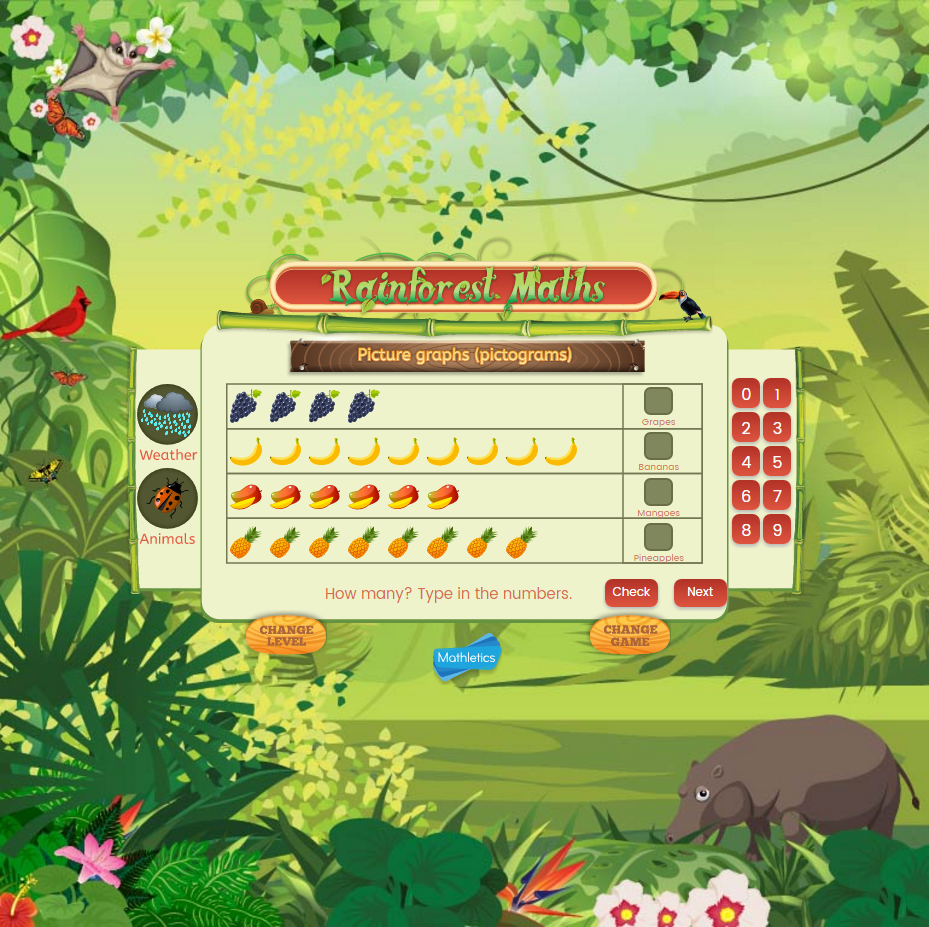 Rainforest Maths
Picture graphs (pictograms)
Weather
Animals
Grapes
Bananas
Mangoes
Pineapples
0 1
2 3
4 5
6 7
8 9
How many? Type in the numbers.
Check
Next
CHANGE
LEVEL
CHANGE
GAME
Mathletics